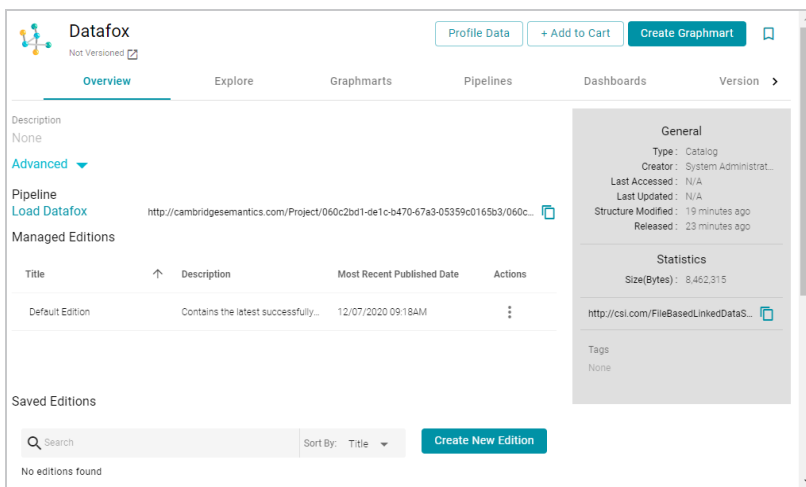 Datafox
Not Versioned
Profile Data
+ Add to Cart
Create Graphmart
Overview
Explore
Graphmarts
Pipelines
Dashboards
Version
Description
None
Advanced
Pipeline
Load Datafox
http://cambridgesemantics.com/Project/060c2bd1-de1c-b470-67a3-05359c0165b3/060c...
Managed Editions
Title
Description
Most Recent Published Date
Actions
Default Edition
Contains the latest successfully...
12/07/2020 09:18AM
Saved Editions
Search
Sort By: Title
Create New Edition
No editions found
General
Type: Catalog
Creator: System Administrat...
Last Accessed: N/A
Last Updated: N/A
Structure Modified: 19 minutes ago
Released: 23 minutes ago
Statistics
Size(Bytes): 8,462,315
http://csi.com/FileBasedLinkedDataS...
Tags
None